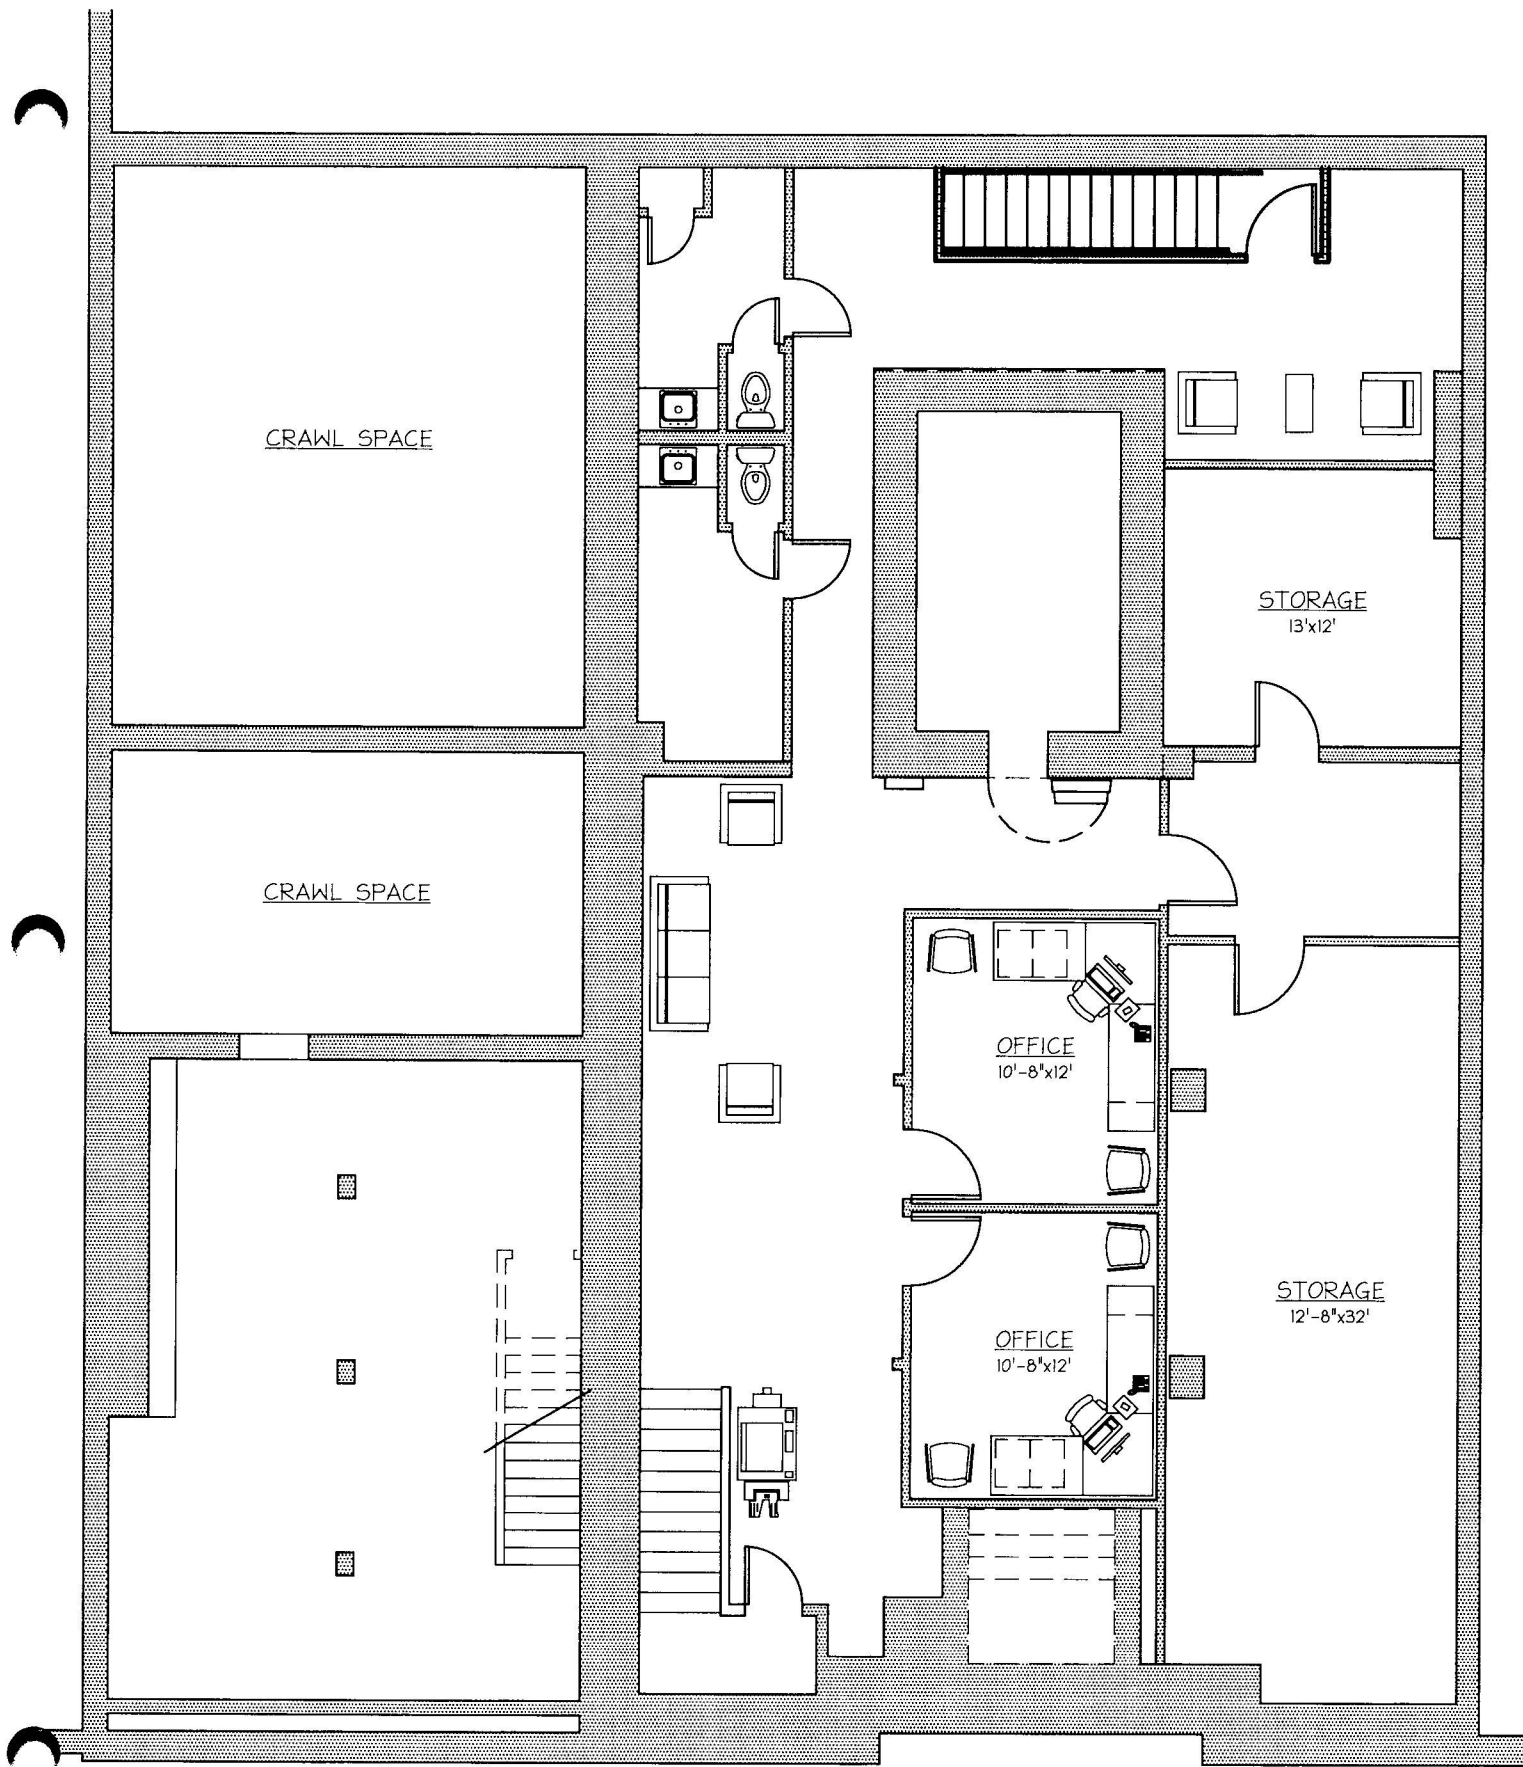 CRAWL SPACE
STORAGE
13'x12'
CRAWL SPACE
OFFICE
10'-8"x12'
STORAGE
12'-8"x32'
OFFICE
10'-8"x12'